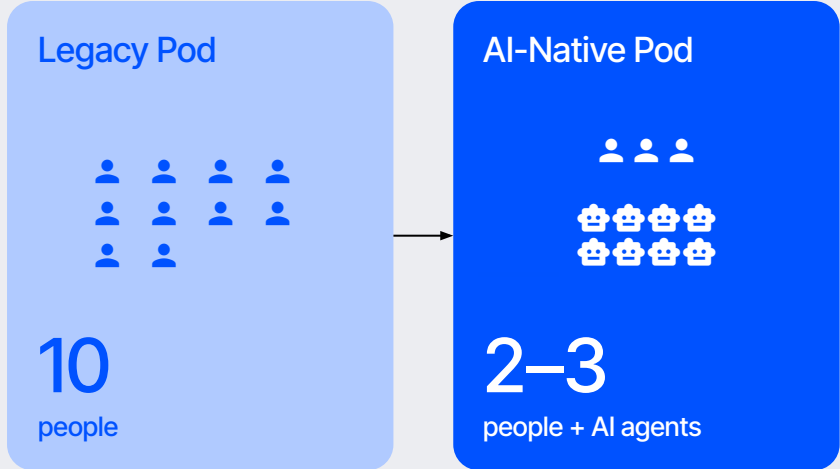 Legacy Pod
10
people
AI-Native Pod
2–3
people + AI agents